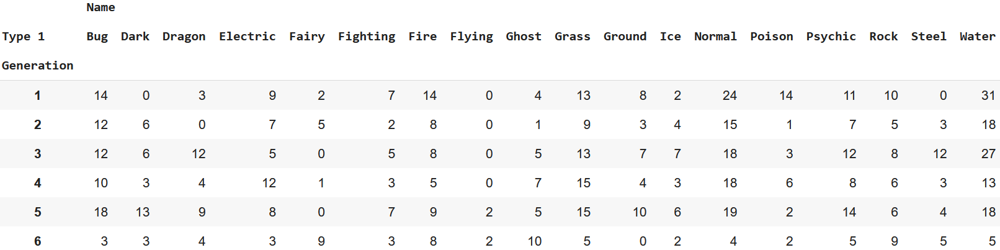 Name
Type 1 Bug Dark Dragon Electric Fairy Fighting Fire Flying Ghost Grass Ground Ice Normal Poison Psychic Rock Steel Water
Generation
1 14 0 3 9 2 7 14 0 4 13 8 2 24 14 11 10 0 31
2 12 6 0 7 5 2 8 0 1 9 3 4 15 1 7 5 3 18
3 12 6 12 5 0 5 8 0 5 13 7 7 18 3 12 8 12 27
4 10 3 4 12 1 3 5 0 7 15 4 3 18 6 8 6 3 13
5 18 13 9 8 0 7 9 2 5 15 10 6 19 2 14 6 4 18
6 3 3 4 3 9 3 8 2 10 5 0 2 4 2 5 9 5 5